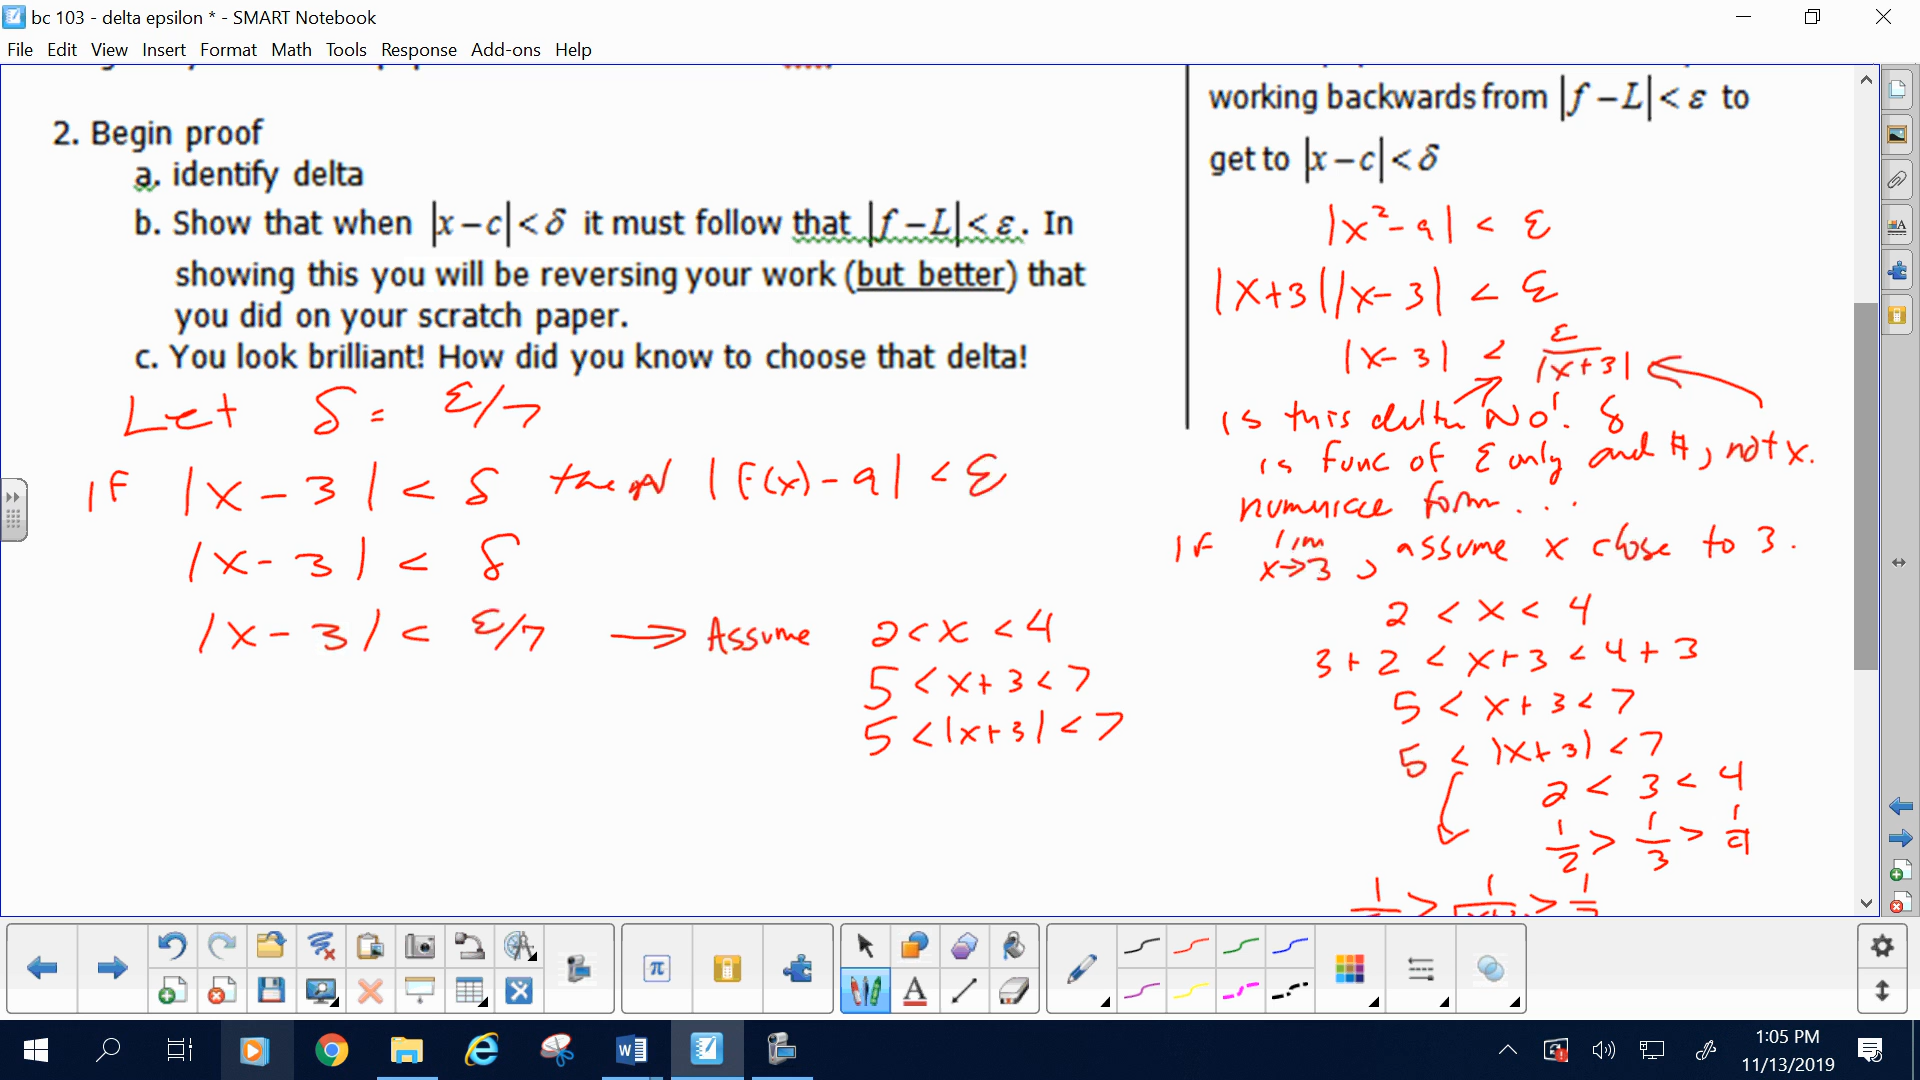 bc 103 - delta epsilon * - SMART Notebook
File Edit View Insert Format Math Tools Response Add-ons Help
2. Begin proof
a. identify delta
b. Show that when |x-c|<δ it must follow that |f-L|<ε. In
showing this you will be reversing your work (but better) that
you did on your scratch paper.
c. You look brilliant! How did you know to choose that delta!
Let δ = ε/7
IF |x-3| < δ then |F(x)-9| < ε
|x-3| < δ
|x-3| < ε/7 → Assume 2<x<4
5<x+3<7
5<|x+3|<7
working backwards from |f-L|<ε to
get to |x-c|<δ
|x²-9| < ε
|x+3||x-3| < ε
|x-3| < ε/|x+3|
is this delta No! δ
is func of ε only and #, not x.
form...
IF lim x→3, assume x close to 3.
2 < x < 4
3+2 < x+3 < 4+3
5 < x+3 < 7
5 < |x+3| < 7
2 < 3 < 4
1/2 > 1/3 > 1/4
π
A
1:05 PM
11/13/2019